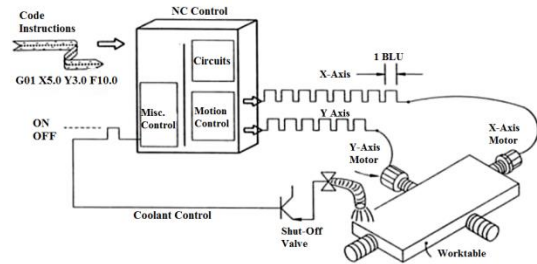 NC Control
Code
Instructions
G01 X5.0 Y3.0 F10.0
Circuits
Misc.
Control
Motion
Control
1 BLU
X-Axis
Y Axis
ON
OFF
Y-Axis
Motor
X-Axis
Motor
Coolant Control
Shut-Off
Valve
Worktable